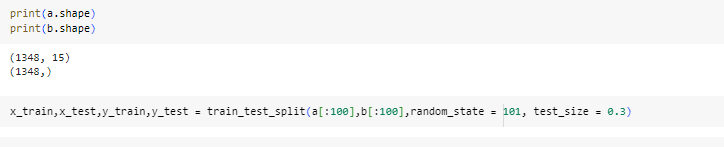 print(a.shape)
print(b.shape)
(1348, 15)
(1348,)
x_train,x_test,y_train,y_test = train_test_split(a[:100],b[:100],random_state = 101, test_size = 0.3)